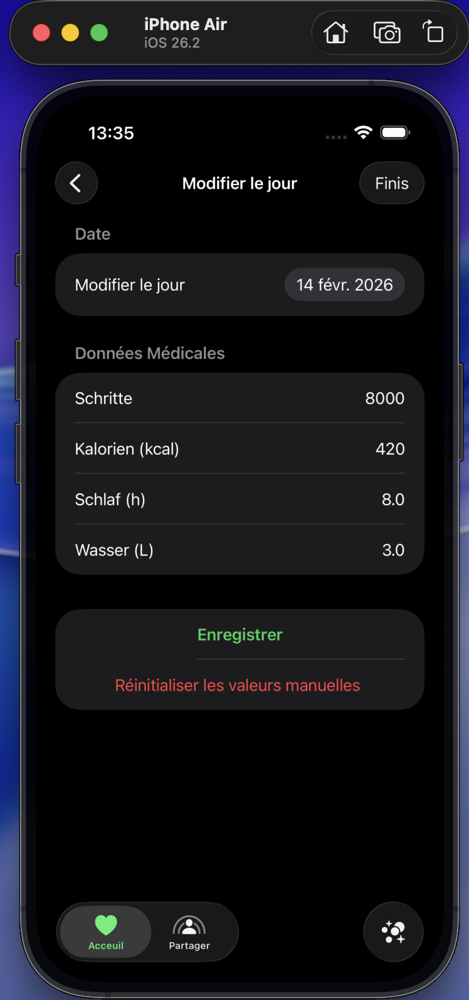 iPhone Air
iOS 26.2
13:35
Modifier le jour
Finis
Date
Modifier le jour
14 févr. 2026
Données Médicales
Schritte
8000
Kalorien (kcal)
420
Schlaf (h)
8.0
Wasser (L)
3.0
Enregistrer
Réinitialiser les valeurs manuelles
Acceuil
Partager